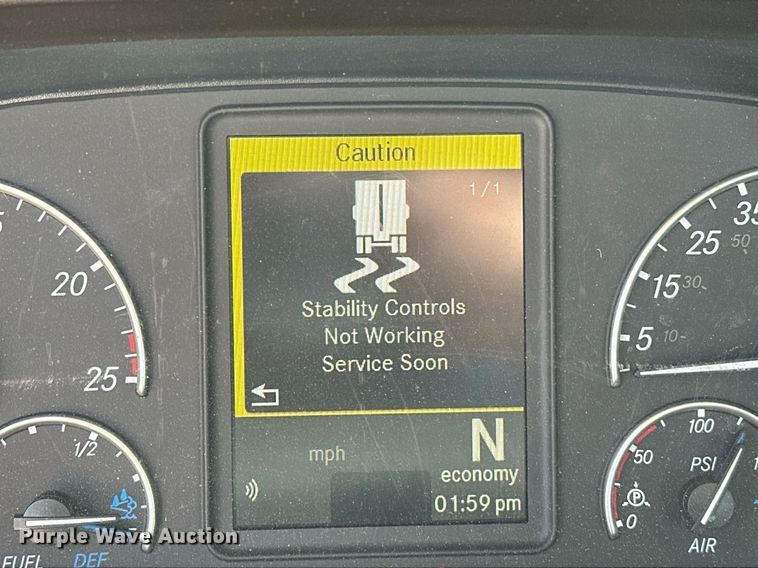 Caution
1/1
Stability Controls
Not Working
Service Soon
mph
N
economy
01:59 pm
20
25
1/2
FUEL
DEF
35
25 50
15 30
5 10
100
50
PSI
P
0
AIR
Purple Wave Auction